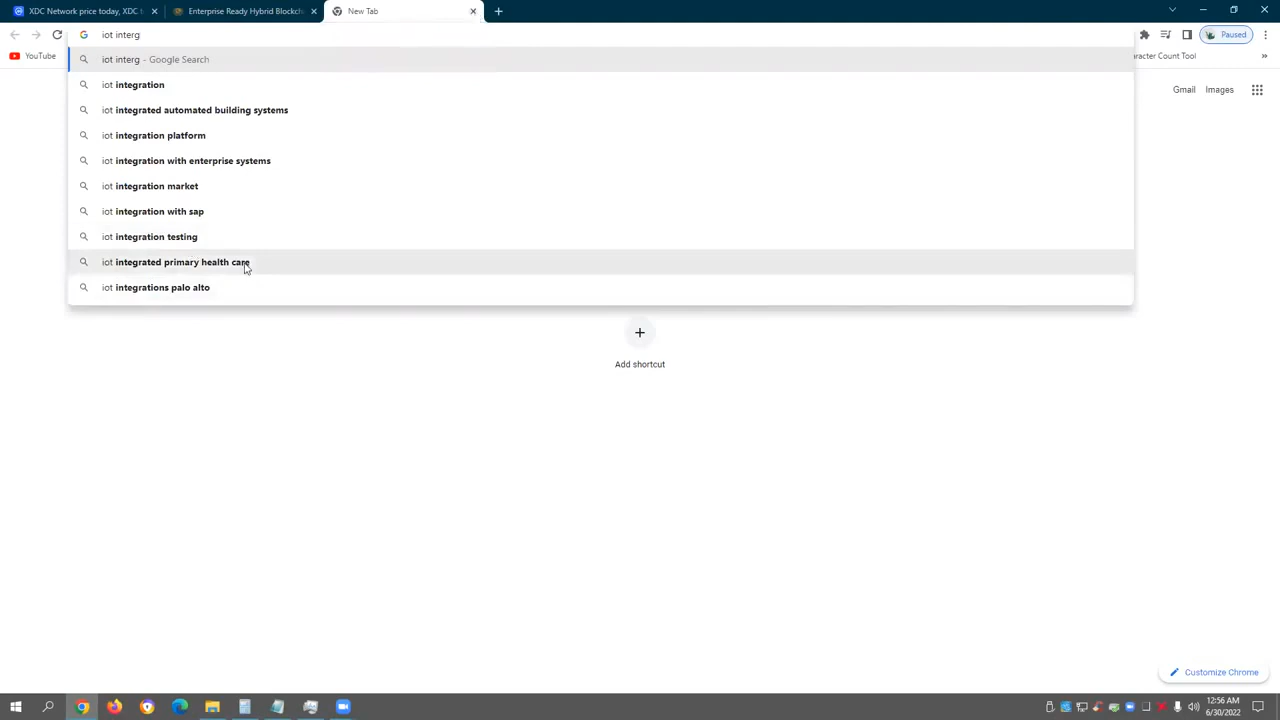 XDC Network price today, XDC t
Enterprise Ready Hybrid Blockch
New Tab
iot interg
Paused
YouTube
iot interg - Google Search
aracter Count Tool
iot integration
Gmail
Images
iot integrated automated building systems
iot integration platform
iot integration with enterprise systems
iot integration market
iot integration with sap
iot integration testing
iot integrated primary health care
iot integrations palo alto
Add shortcut
Customize Chrome
12:56 AM
6/30/2022